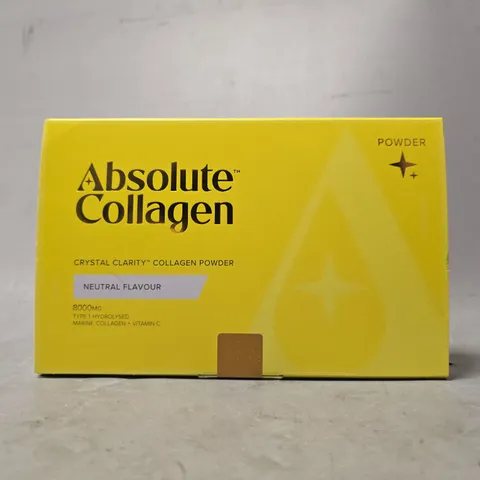 POWDER
Absolute™
Collagen
CRYSTAL CLARITY™ COLLAGEN POWDER
NEUTRAL FLAVOUR
8000MG
TYPE 1 HYDROLYSED
MARINE COLLAGEN + VITAMIN C